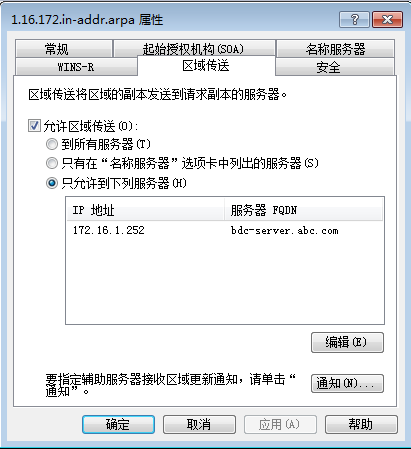 1.16.172.in-addr.arpa 属性
常规 起始授权机构(SOA) 名称服务器
WINS-R 区域传送 安全
区域传送将区域的副本发送到请求副本的服务器。
允许区域传送(O):
到所有服务器(T)
只有在“名称服务器”选项卡中列出的服务器(S)
只允许到下列服务器(H)
IP 地址 服务器 FQDN
172.16.1.252 bdc-server.abc.com
编辑(E)
要指定辅助服务器接收区域更新通知,请单击“
通知”。 通知(N)...
确定 取消 应用(A) 帮助